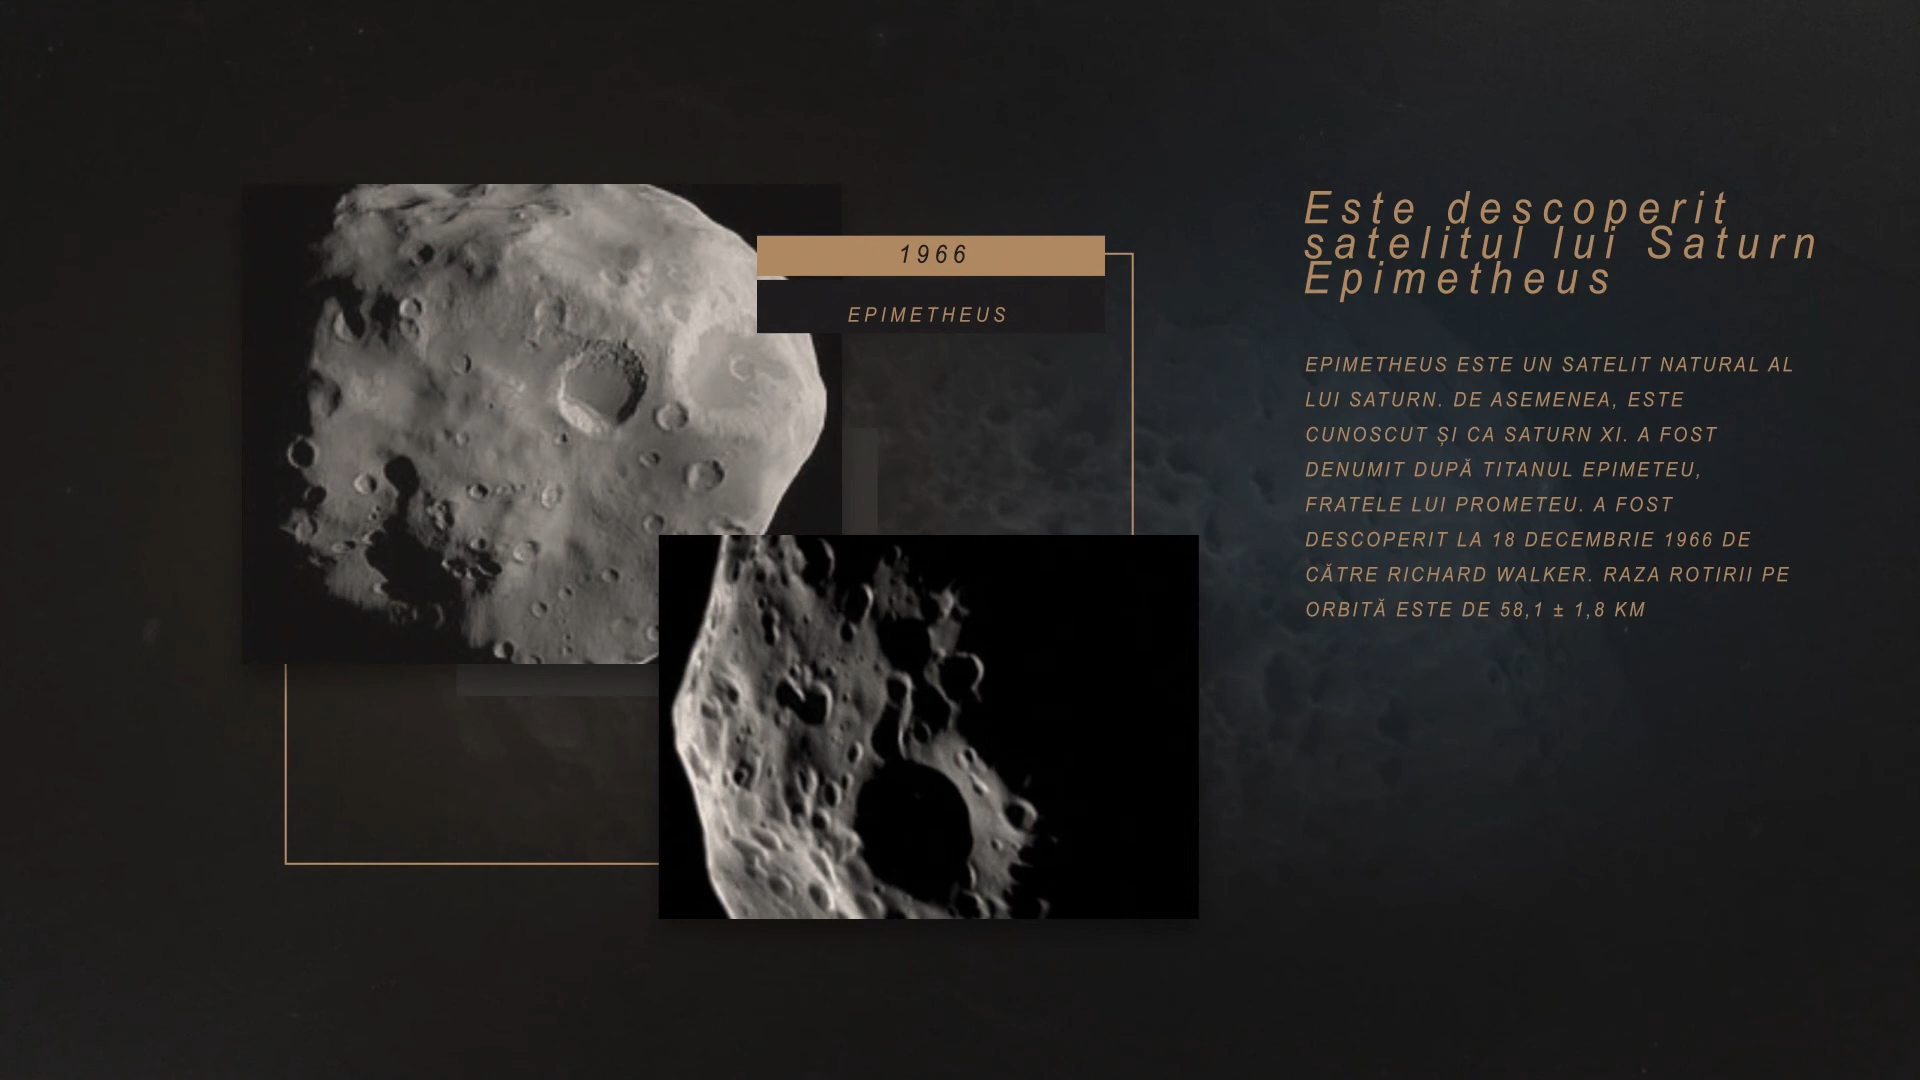 1966
EPIMETHEUS
Este descoperit
satelitul lui Saturn
Epimetheus
EPIMETHEUS ESTE UN SATELIT NATURAL AL
LUI SATURN. DE ASEMENEA, ESTE
CUNOSCUT ȘI CA SATURN XI. A FOST
DENUMIT DUPĂ TITANUL EPIMETEU,
FRATELE LUI PROMETEU. A FOST
DESCOPERIT LA 18 DECEMBRIE 1966 DE
CĂTRE RICHARD WALKER. RAZA ROTIRII PE
ORBITĂ ESTE DE 58,1 ± 1,8 KM